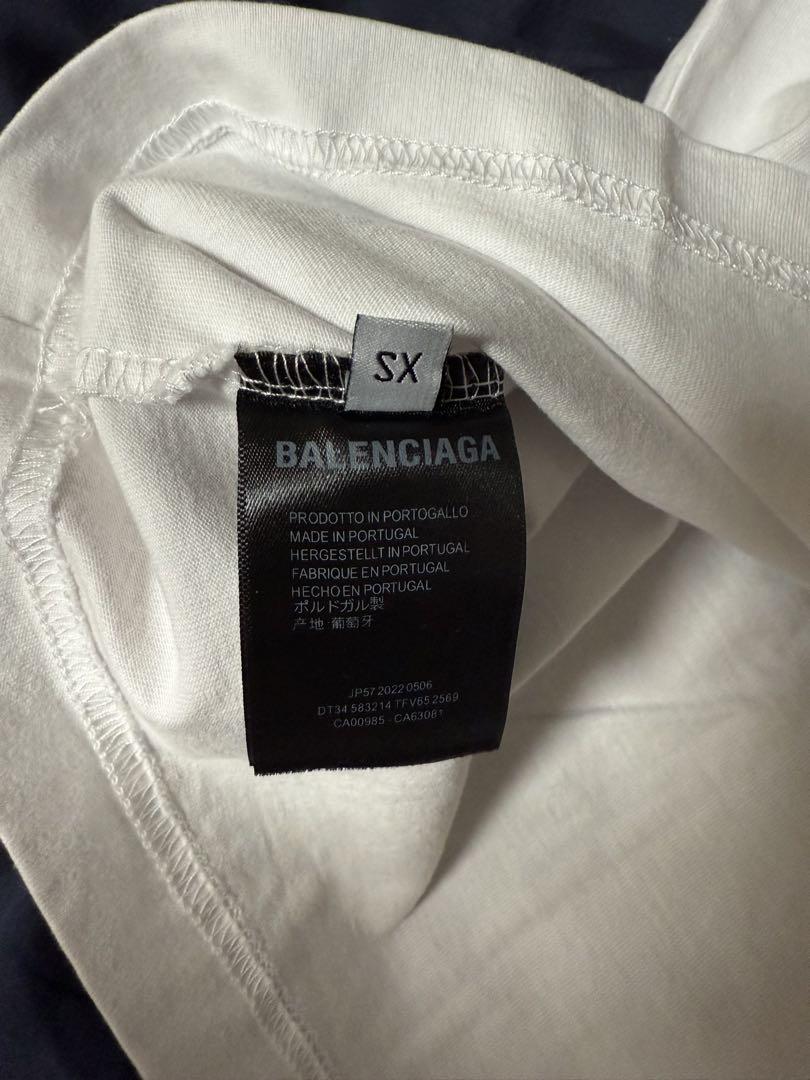 SX
BALENCIAGA
PRODOTTO IN PORTOGALLO
MADE IN PORTUGAL
HERGESTELLT IN PORTUGAL
FABRIQUE EN PORTUGAL
HECHO EN PORTUGAL
ポルドガル製
产地:葡萄牙
JP57 2022 0506
DT34 583214 TFV65 2569
CA00985 - CA63081